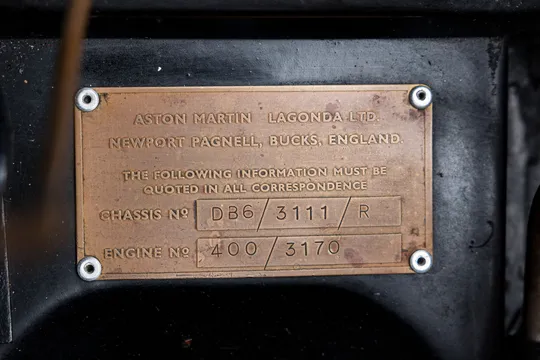 ASTON MARTIN LAGONDA LTD.
NEWPORT PAGNELL, BUCKS, ENGLAND.
THE FOLLOWING INFORMATION MUST BE
QUOTED IN ALL CORRESPONDENCE
CHASSIS Nº DB6/3111/R
ENGINE Nº 400/3170